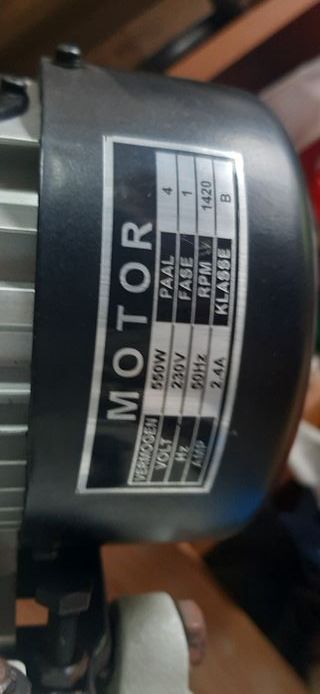 MOTOR
VERMOGEN 550W PAAL 4
VOLT 230V FASE 1
Hz 50Hz RPM 1420
AMP 2.4A KLASSE B